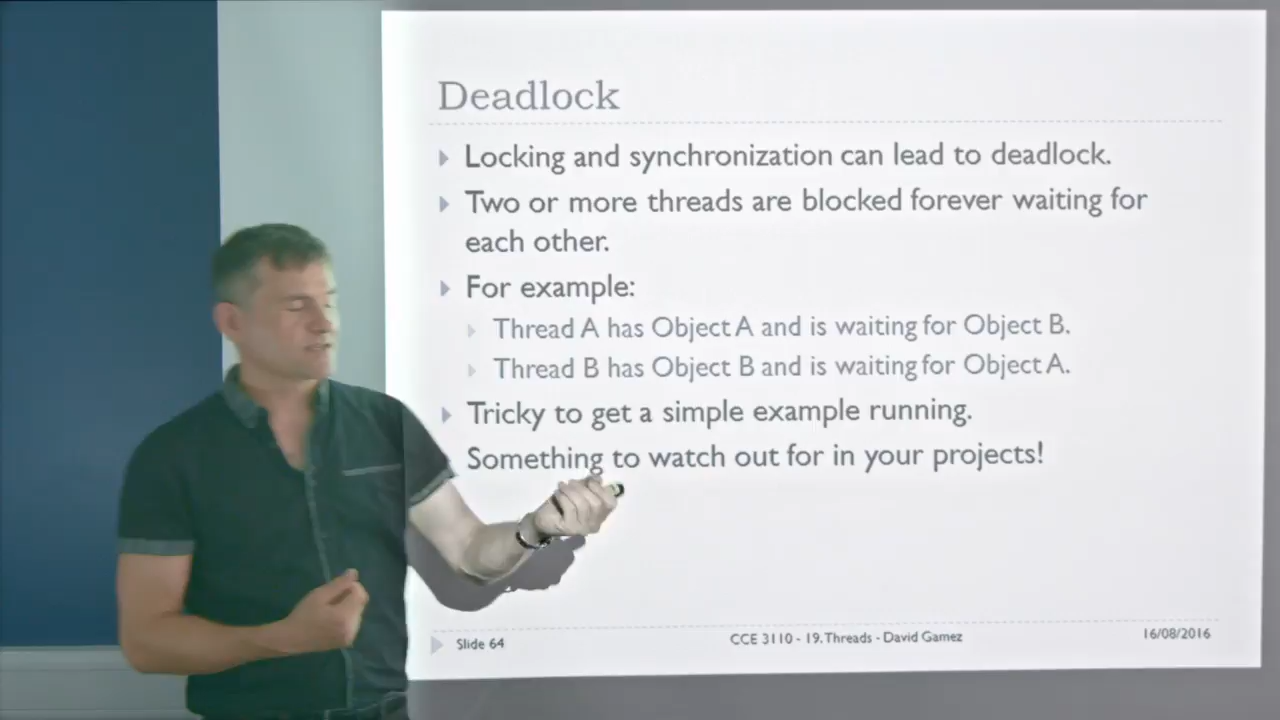 Deadlock
Locking and synchronization can lead to deadlock.
Two or more threads are blocked forever waiting for
each other.
For example:
Thread A has Object A and is waiting for Object B.
Thread B has Object B and is waiting for Object A.
Tricky to get a simple example running.
Something to watch out for in your projects!
Slide 64
CCE 3110 - 19.Threads - David Gamez
16/08/2016